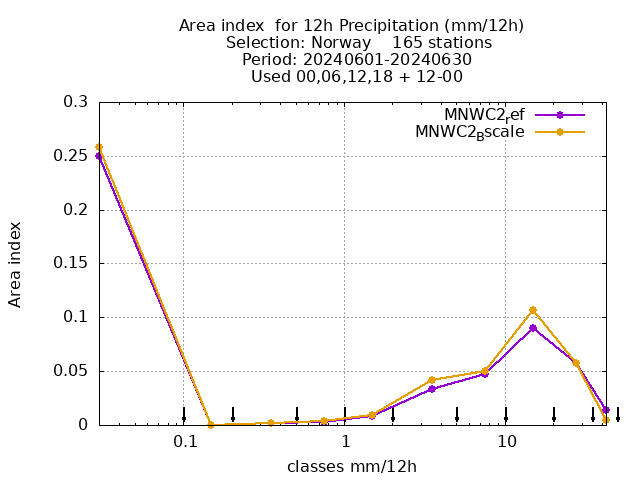 Area index  for 12h Precipitation (mm/12h)
Selection: Norway    165 stations
Period: 20240601-20240630
Used 00,06,12,18 + 12-00
MNWC2ref
MNWC2Bscale
0.3
0.25
0.2
0.15
0.1
0.05
0
Area index
0.1
1
10
classes mm/12h